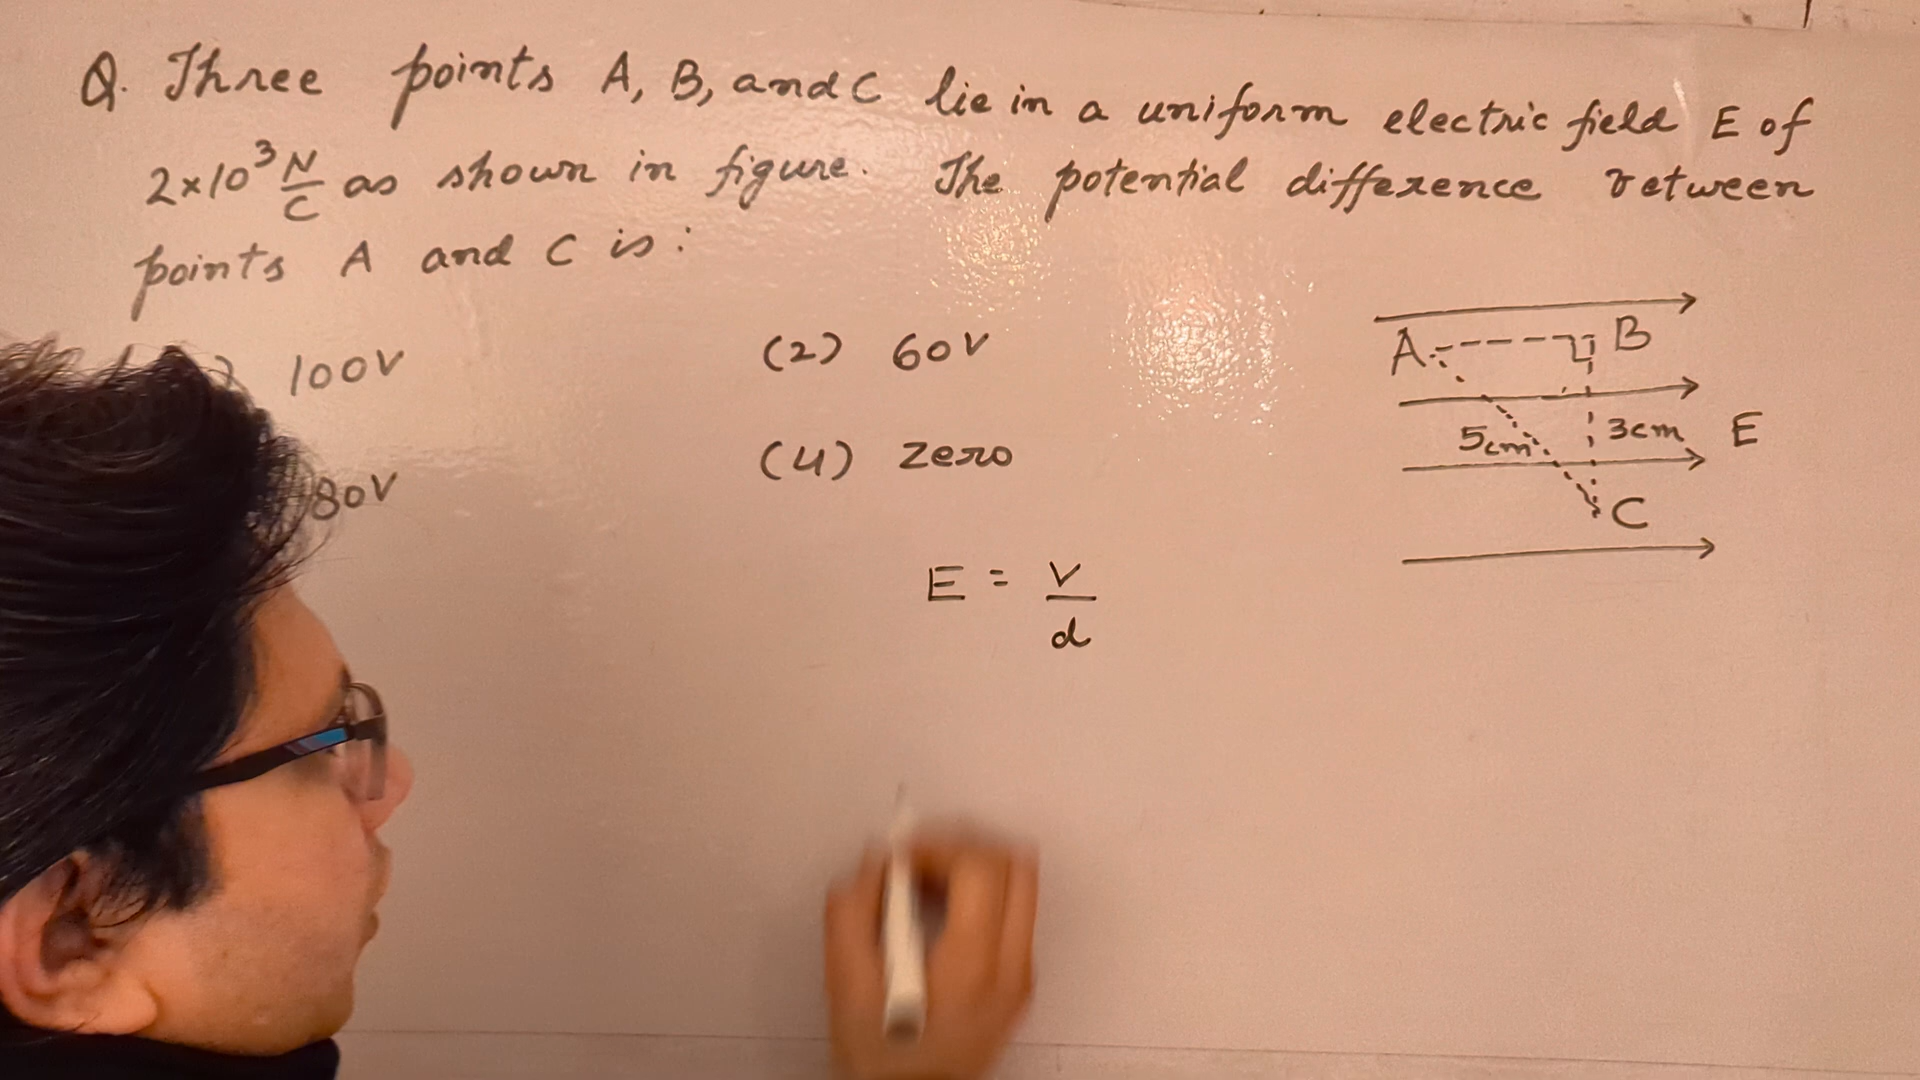 Q. Three points A, B, and C lie in a uniform electric field E of
2×10³ N/C as shown in figure. The potential difference between
points A and C is:
100V
(2) 60V
80V
(4) Zero
A
B
5cm
3cm
E
C
E = V/d